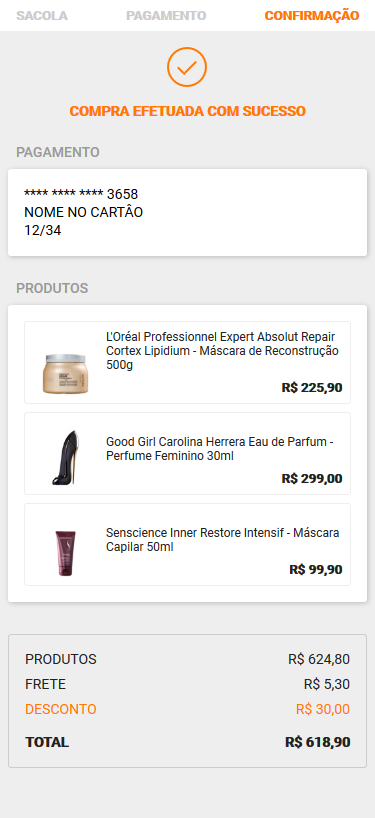 SACOLA PAGAMENTO CONFIRMAÇÃO
COMPRA EFETUADA COM SUCESSO
PAGAMENTO
**** **** **** 3658
NOME NO CARTÂO
12/34
PRODUTOS
L'Oréal Professionnel Expert Absolut Repair
Cortex Lipidium - Máscara de Reconstrução
500g
R$ 225,90
Good Girl Carolina Herrera Eau de Parfum -
Perfume Feminino 30ml
R$ 299,00
Senscience Inner Restore Intensif - Máscara
Capilar 50ml
R$ 99,90
PRODUTOS R$ 624,80
FRETE R$ 5,30
DESCONTO R$ 30,00
TOTAL R$ 618,90